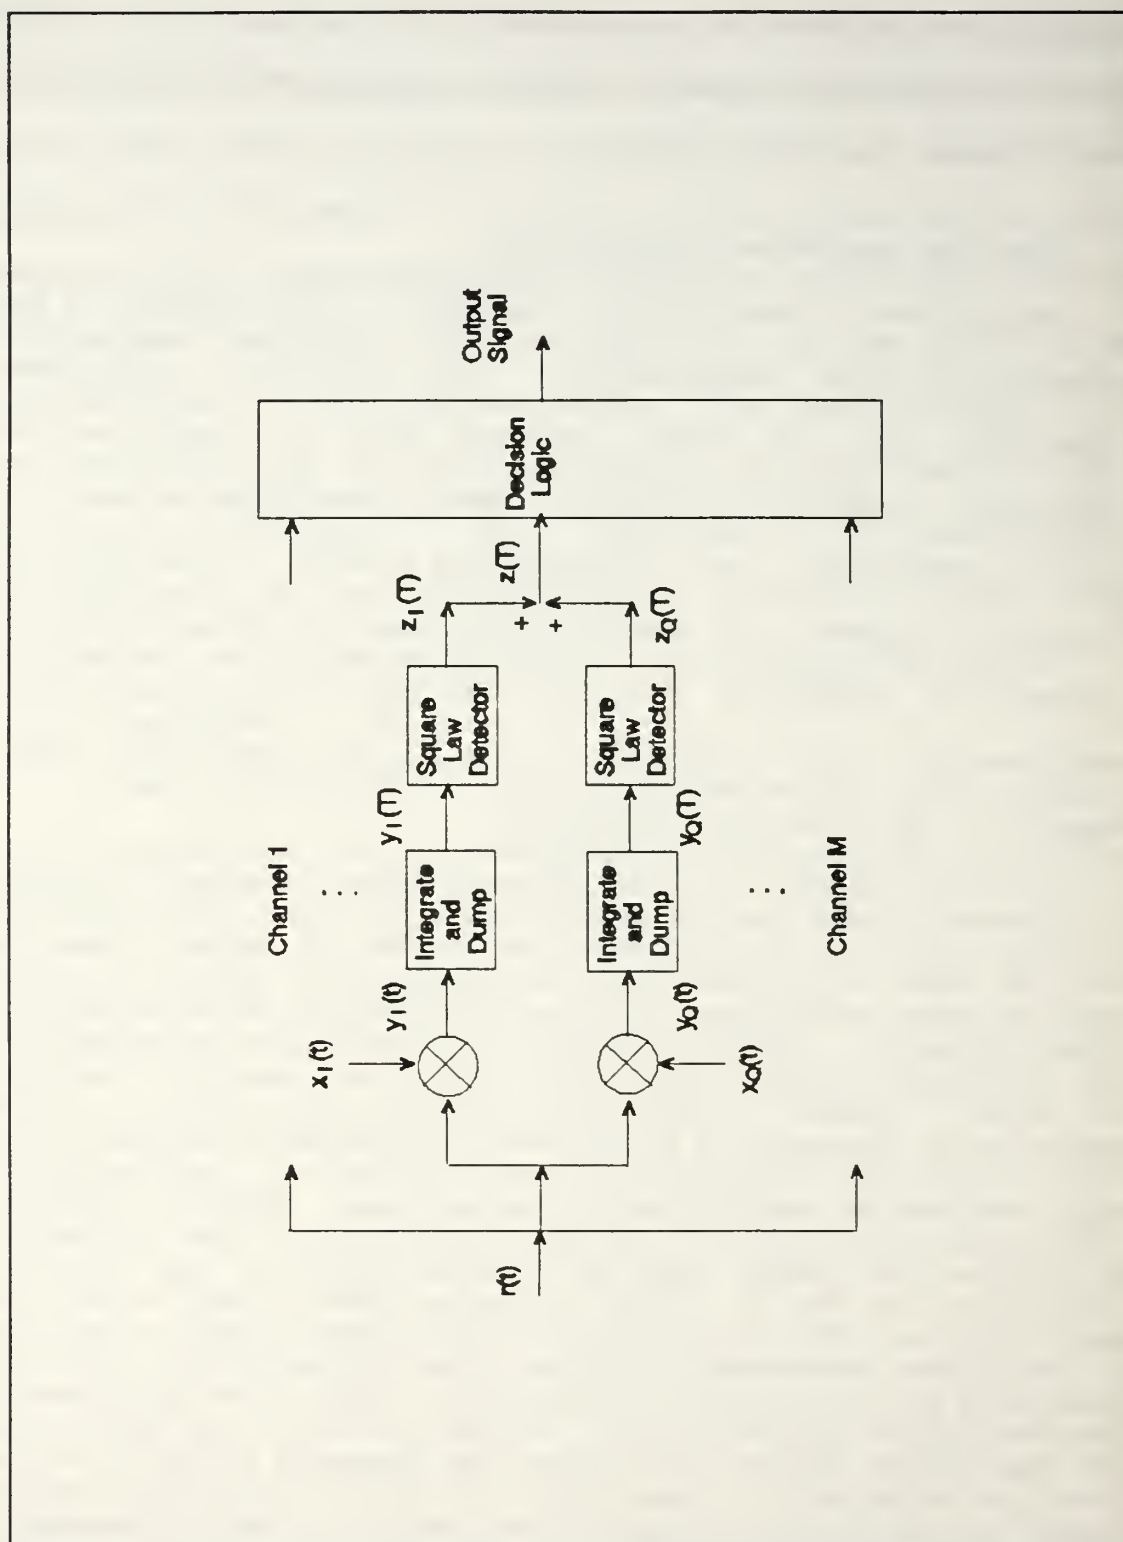 Channel 1
. . .
r(t)
x_I(t)
y_I(t)
Integrate
and
Dump
y_I(T)
Square
Law
Detector
z_I(T)
+
z(T)
+
Decision
Logic
Output
Signal
x_Q(t)
y_Q(t)
Integrate
and
Dump
y_Q(T)
Square
Law
Detector
z_Q(T)
. . .
Channel M